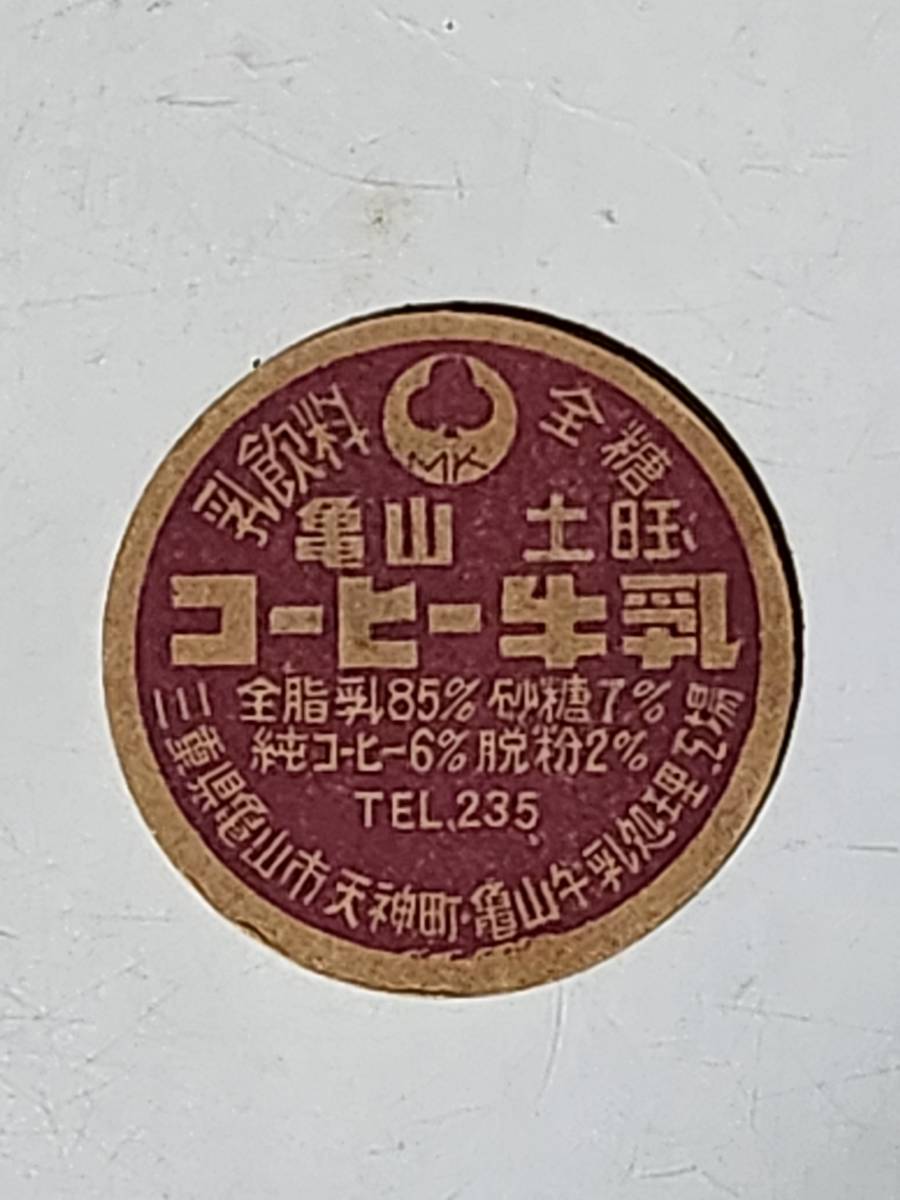 乳飲料
MK
全糖
亀山 土旺
コーヒー
全脂乳85% 砂糖7%
純コーヒー6% 脱粉2%
TEL.235
三重県亀山市天神町・亀山牛乳処理工場